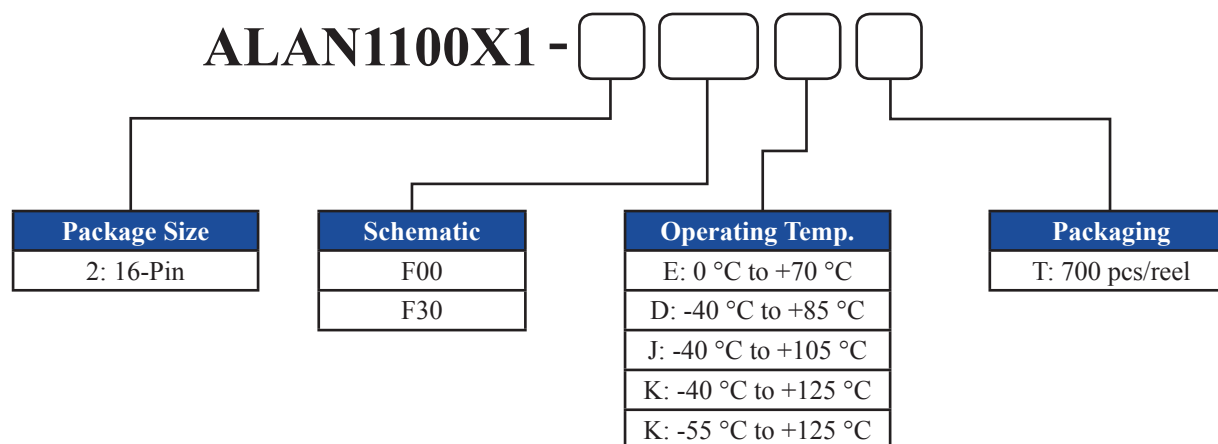 ALAN1100X1 -
Package Size
2: 16-Pin
Schematic
F00
F30
Operating Temp.
E: 0 °C to +70 °C
D: -40 °C to +85 °C
J: -40 °C to +105 °C
K: -40 °C to +125 °C
K: -55 °C to +125 °C
Packaging
T: 700 pcs/reel